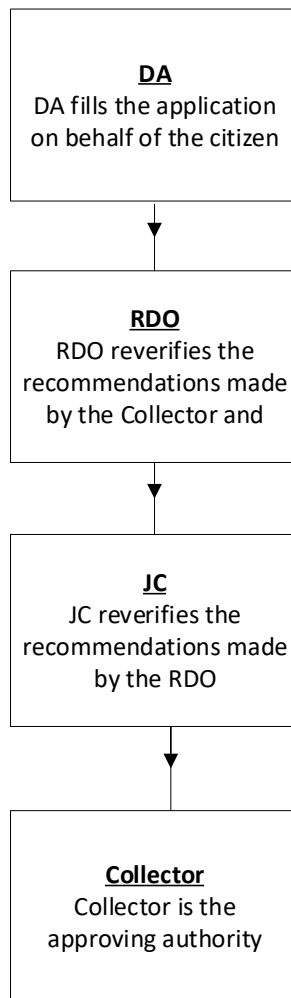 DA
DA fills the application
on behalf of the citizen
RDO
RDO reverifies the
recommendations made
by the Collector and
JC
JC reverifies the
recommendations made
by the RDO
Collector
Collector is the
approving authority